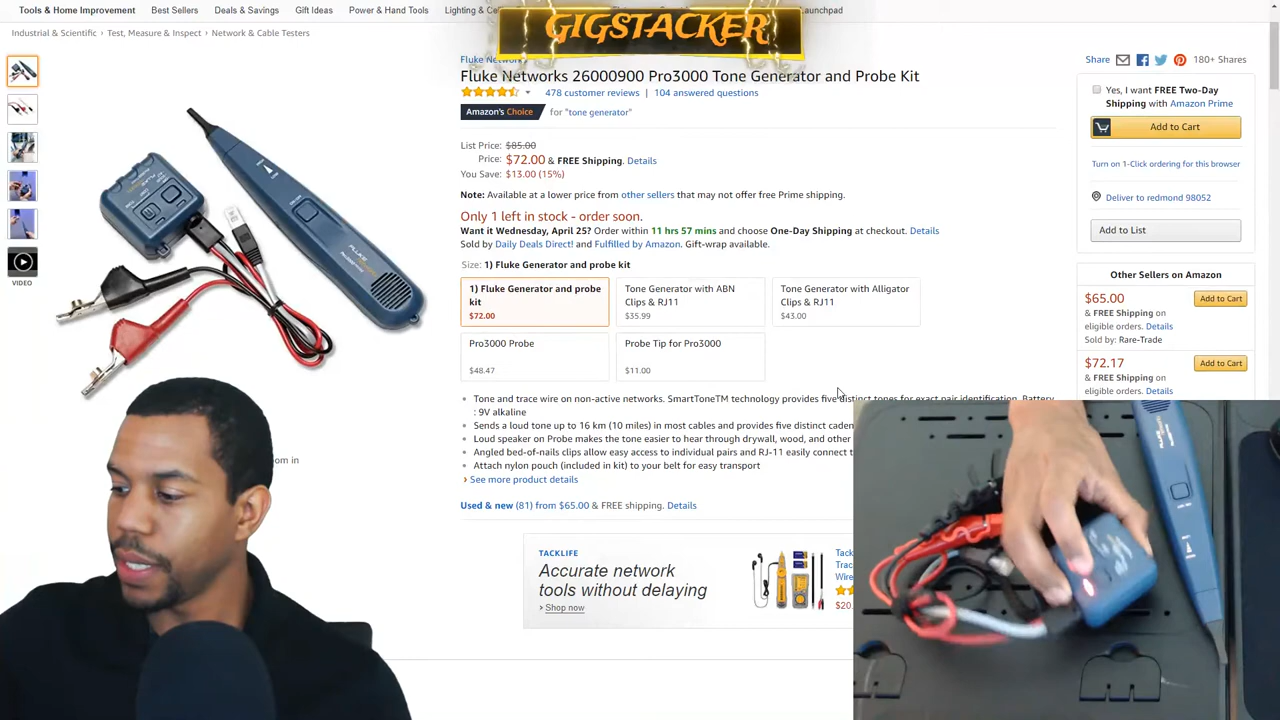 Tools & Home Improvement Best Sellers Deals & Savings Gift Ideas Power & Hand Tools Lighting & launchpad
GIGSTACKER
Industrial & Scientific › Test, Measure & Inspect › Network & Cable Testers
Fluke Networks 26000900 Pro3000 Tone Generator and Probe Kit
478 customer reviews | 104 answered questions
Amazon's Choice for "tone generator"
List Price: $85.00
Price: $72.00 & FREE Shipping. Details
You Save: $13.00 (15%)
Note: Available at a lower price from other sellers that may not offer free Prime shipping.
Only 1 left in stock - order soon.
Want it Wednesday, April 25? Order within 11 hrs 57 mins and choose One-Day Shipping at checkout. Details
Sold by Daily Deals Direct! and Fulfilled by Amazon. Gift-wrap available.
Size: 1) Fluke Generator and probe kit
1) Fluke Generator and probe
kit
$72.00
Tone Generator with ABN
Clips & RJ11
$35.99
Tone Generator with Alligator
Clips & RJ11
$43.00
Pro3000 Probe
$48.47
Probe Tip for Pro3000
$11.00
Tone and trace wire on non-active networks. SmartToneTM technology provides five distinct tones for exact pair identification. Battery
: 9V alkaline
Sends a loud tone up to 16 km (10 miles) in most cables and provides five distinct caden
Loud speaker on Probe makes the tone easier to hear through drywall, wood, and other
Angled bed-of-nails clips allow easy access to individual pairs and RJ-11 easily connect t
Attach nylon pouch (included in kit) to your belt for easy transport
› See more product details
Used & new (81) from $65.00 & FREE shipping. Details
TACKLIFE
Accurate network
tools without delaying
› Shop now
Tack
Trac
Wire
$20.
VIDEO
om in
FLUKE
Share 180+ Shares
Yes, I want FREE Two-Day
Shipping with Amazon Prime
Add to Cart
Turn on 1-Click ordering for this browser
Deliver to redmond 98052
Add to List
Other Sellers on Amazon
$65.00 Add to Cart
& FREE Shipping on
eligible orders. Details
Sold by: Rare-Trade
$72.17 Add to Cart
& FREE Shipping on
eligible orders. Details